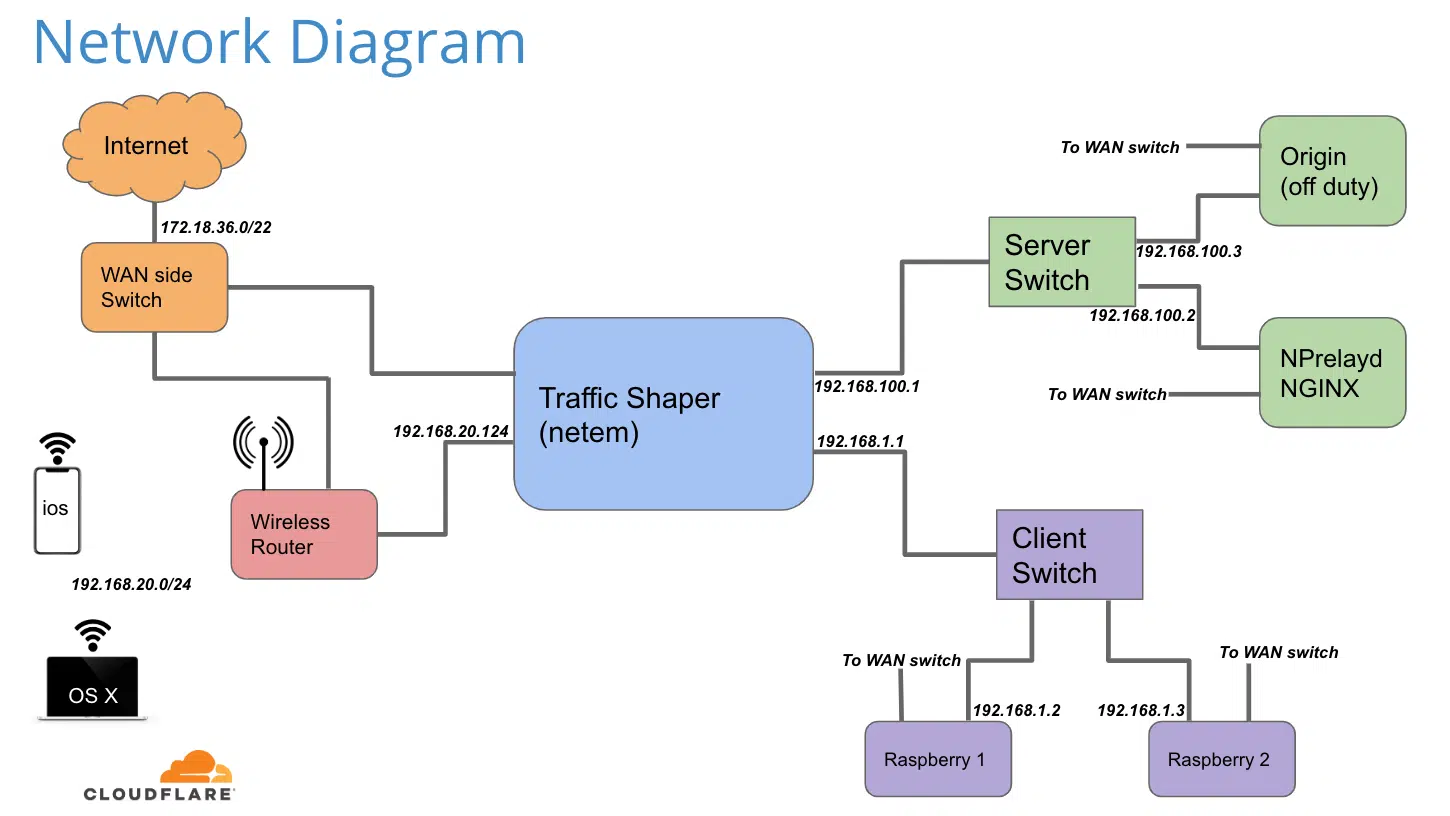 Network Diagram
Internet
172.18.36.0/22
WAN side
Switch
To WAN switch
Origin
(off duty)
Server
Switch
192.168.100.3
192.168.100.2
NPrelayd
NGINX
To WAN switch
Traffic Shaper
(netem)
192.168.100.1
192.168.20.124
192.168.1.1
ios
Wireless
Router
192.168.20.0/24
OS X
Client
Switch
To WAN switch
To WAN switch
192.168.1.2
192.168.1.3
Raspberry 1
Raspberry 2
CLOUDFLARE